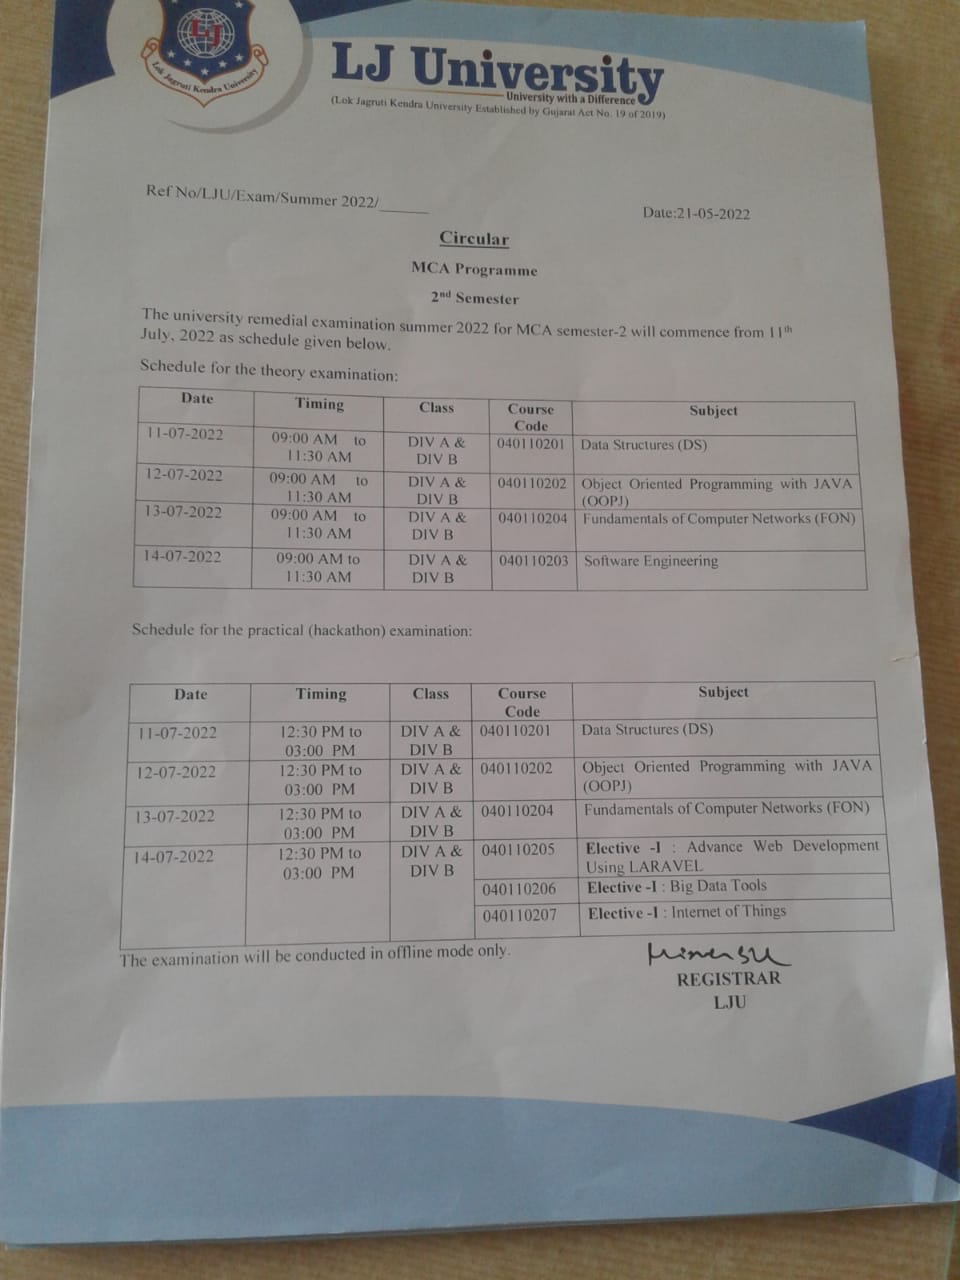 LJ
Lok Jagruti Kendra University
LJ University
University with a Difference
(Lok Jagruti Kendra University Established by Gujarat Act No. 19 of 2019)
Ref No/LJU/Exam/Summer 2022/______
Date:21-05-2022
Circular
MCA Programme
2nd Semester
The university remedial examination summer 2022 for MCA semester-2 will commence from 11th
July, 2022 as schedule given below.
Schedule for the theory examination:
Date Timing Class Course Code Subject
11-07-2022 09:00 AM to 11:30 AM DIV A & DIV B 040110201 Data Structures (DS)
12-07-2022 09:00 AM to 11:30 AM DIV A & DIV B 040110202 Object Oriented Programming with JAVA (OOPJ)
13-07-2022 09:00 AM to 11:30 AM DIV A & DIV B 040110204 Fundamentals of Computer Networks (FON)
14-07-2022 09:00 AM to 11:30 AM DIV A & DIV B 040110203 Software Engineering
Schedule for the practical (hackathon) examination:
Date Timing Class Course Code Subject
11-07-2022 12:30 PM to 03:00 PM DIV A & DIV B 040110201 Data Structures (DS)
12-07-2022 12:30 PM to 03:00 PM DIV A & DIV B 040110202 Object Oriented Programming with JAVA (OOPJ)
13-07-2022 12:30 PM to 03:00 PM DIV A & DIV B 040110204 Fundamentals of Computer Networks (FON)
14-07-2022 12:30 PM to 03:00 PM DIV A & DIV B 040110205 Elective -I : Advance Web Development Using LARAVEL
040110206 Elective -I : Big Data Tools
040110207 Elective -I : Internet of Things
The examination will be conducted in offline mode only.
REGISTRAR
LJU